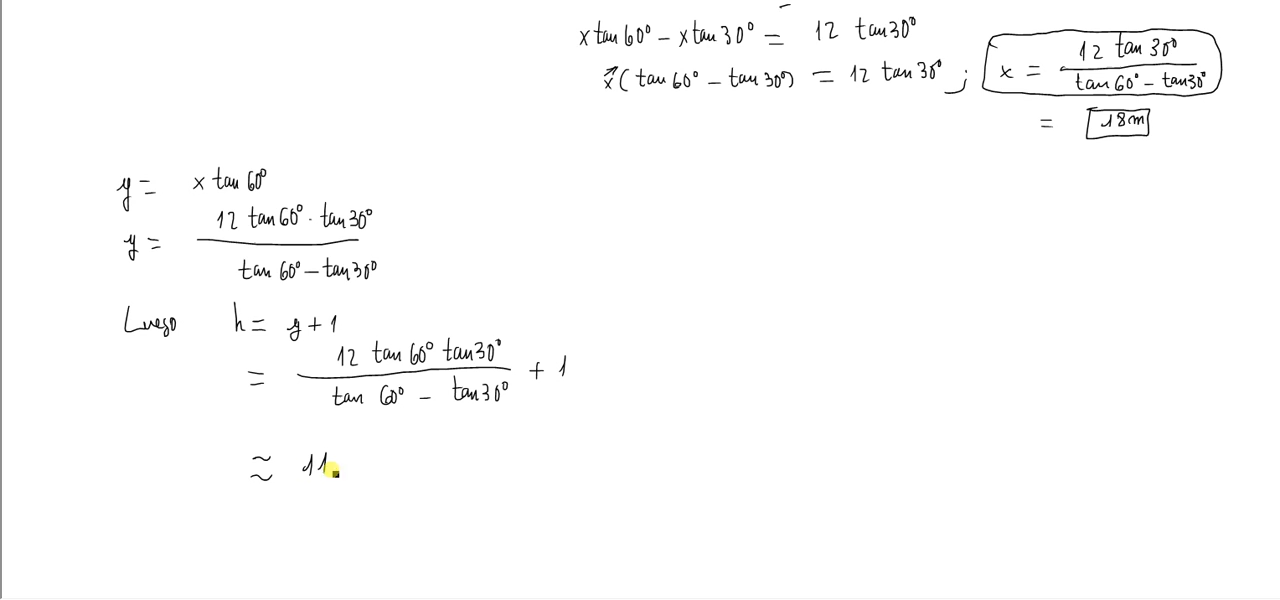 x tan 60° - x tan 30° = 12 tan 30°
x ( tan 60° - tan 30°) = 12 tan 30° ; x = 12 tan 30° / tan 60° - tan 30°
= 18m
y = x tan 60°
y = 12 tan 60° · tan 30° / tan 60° - tan 30°
Luego h = y + 1
= 12 tan 60° tan 30° / tan 60° - tan 30° + 1
≈ 11.